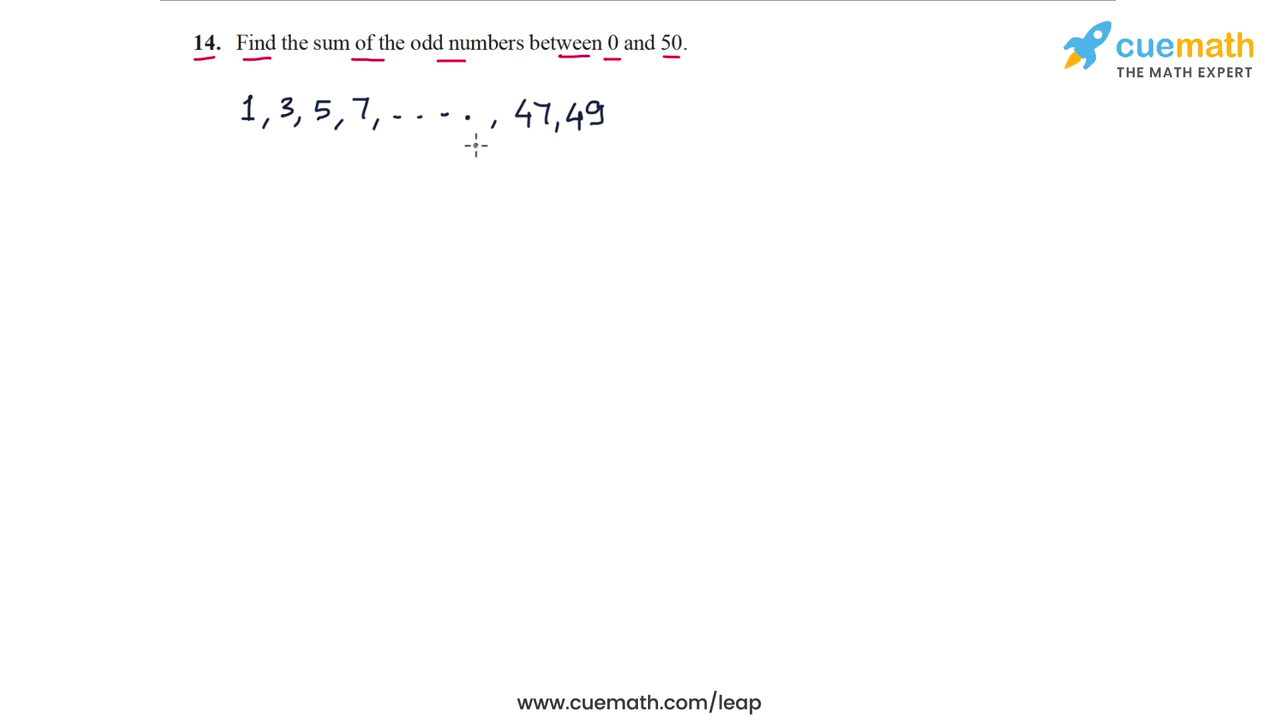 14. Find the sum of the odd numbers between 0 and 50.
cuemath
THE MATH EXPERT
1, 3, 5, 7, - - - ., 47, 49
www.cuemath.com/leap